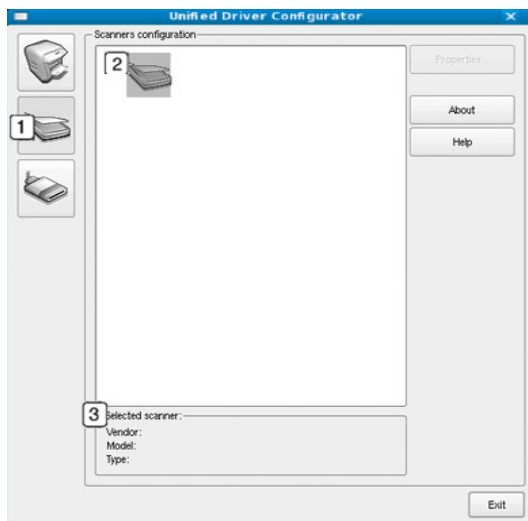 Unified Driver Configurator
Scanners configuration
2
Properties...
About
1
Help
3
Selected scanner:
Vendor:
Model:
Type:
Exit